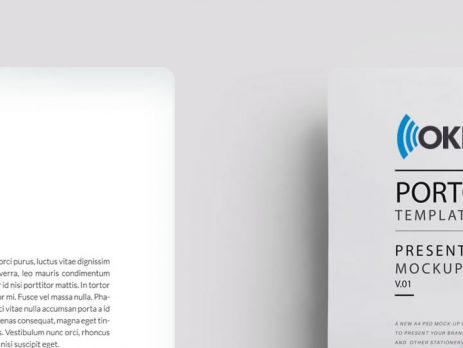 orci purus, luctus vitae dignissim
verra, leo mauris condimentum
r id nisi porttitor mattis. In tortor
or mi. Fusce vel massa nulla. Pha-
ci vitae nulla accumsan porta a id
enas consequat, magna eget tin-
s. Vestibulum nunc orci, rhoncus
nisi suscipit eget.
OK
PORT
TEMPLAT
PRESENT
MOCKUP
V.01
A NEW A4 PSD MOCK-UP
TO PRESENT YOUR BRAN
AND OTHER STATIONERY